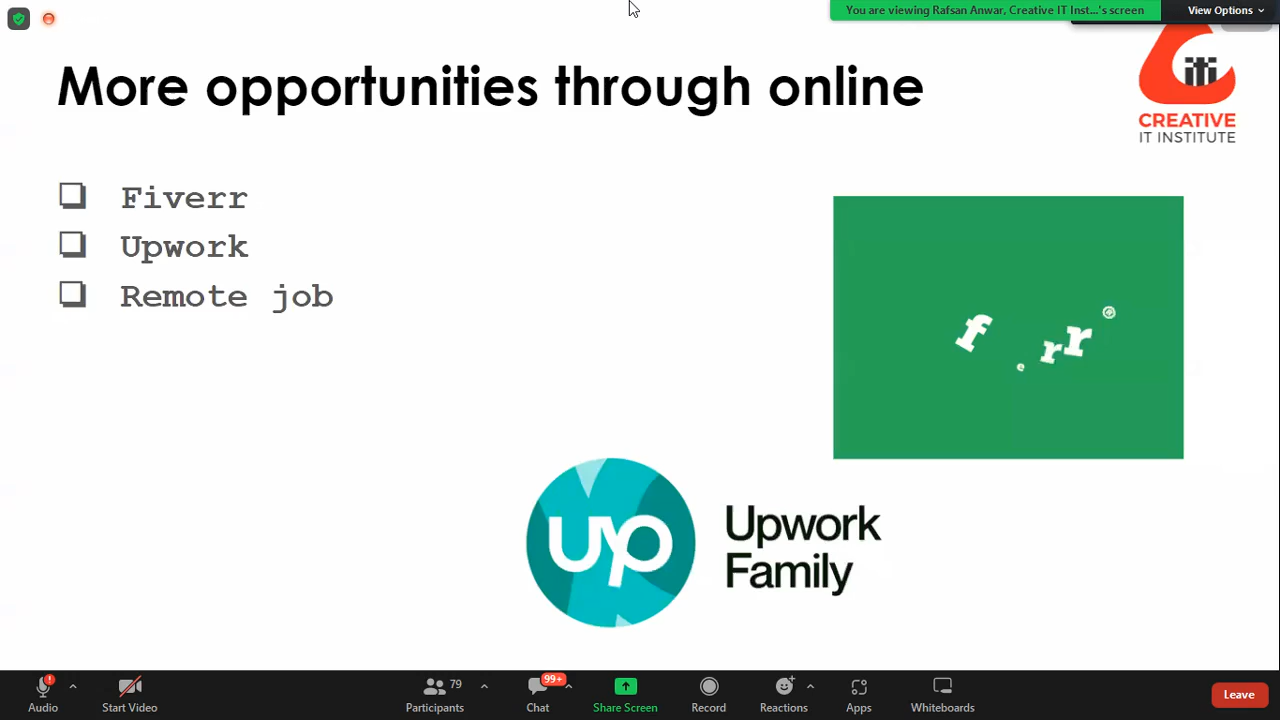 You are viewing Rafsan Anwar, Creative IT Inst...'s screen
View Options
More opportunities through online
iti
CREATIVE
IT INSTITUTE
Fiverr
Upwork
Remote job
f e r r ®
up
Upwork
Family
Audio
Start Video
79
Participants
99+
Chat
Share Screen
Record
Reactions
Apps
Whiteboards
Leave